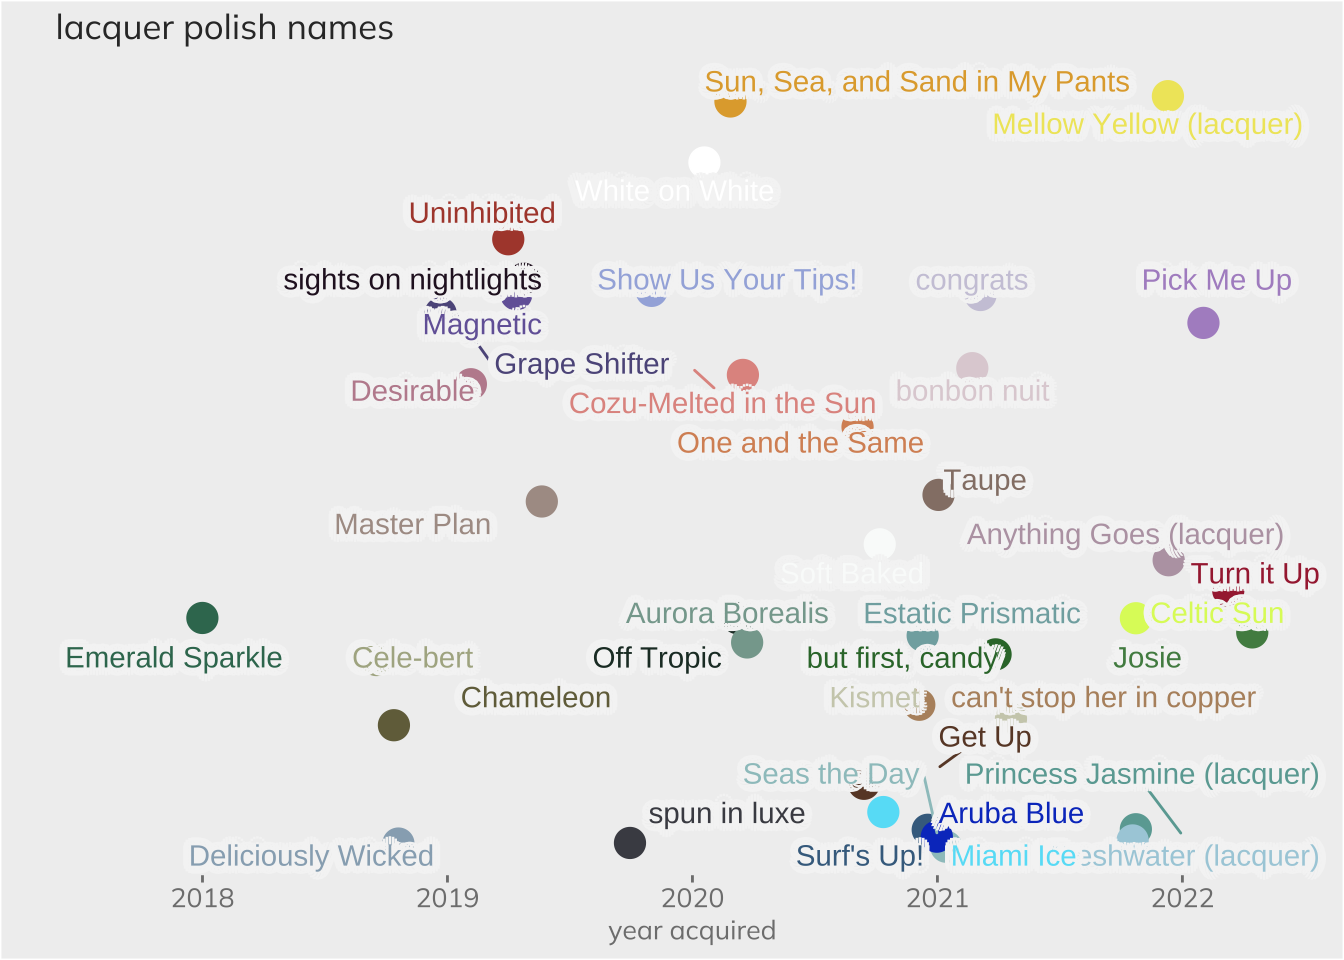 lacquer polish names
Sun, Sea, and Sand in My Pants
Mellow Yellow (lacquer)
White on White
Uninhibited
sights on nightlights
Show Us Your Tips!
congrats
Pick Me Up
Magnetic
Grape Shifter
Desirable
Cozu-Melted in the Sun
bonbon nuit
One and the Same
Taupe
Master Plan
Anything Goes (lacquer)
Soft Baked
Turn it Up
Aurora Borealis
Estatic Prismatic
Celtic Sun
Emerald Sparkle
Cele-bert
Off Tropic
but first, candy
Josie
Chameleon
Kismet
can't stop her in copper
Get Up
Seas the Day
Princess Jasmine (lacquer)
spun in luxe
Aruba Blue
Deliciously Wicked
Surf's Up!
Miami Ice
eshwater (lacquer)
2018
2019
2020
2021
2022
year acquired